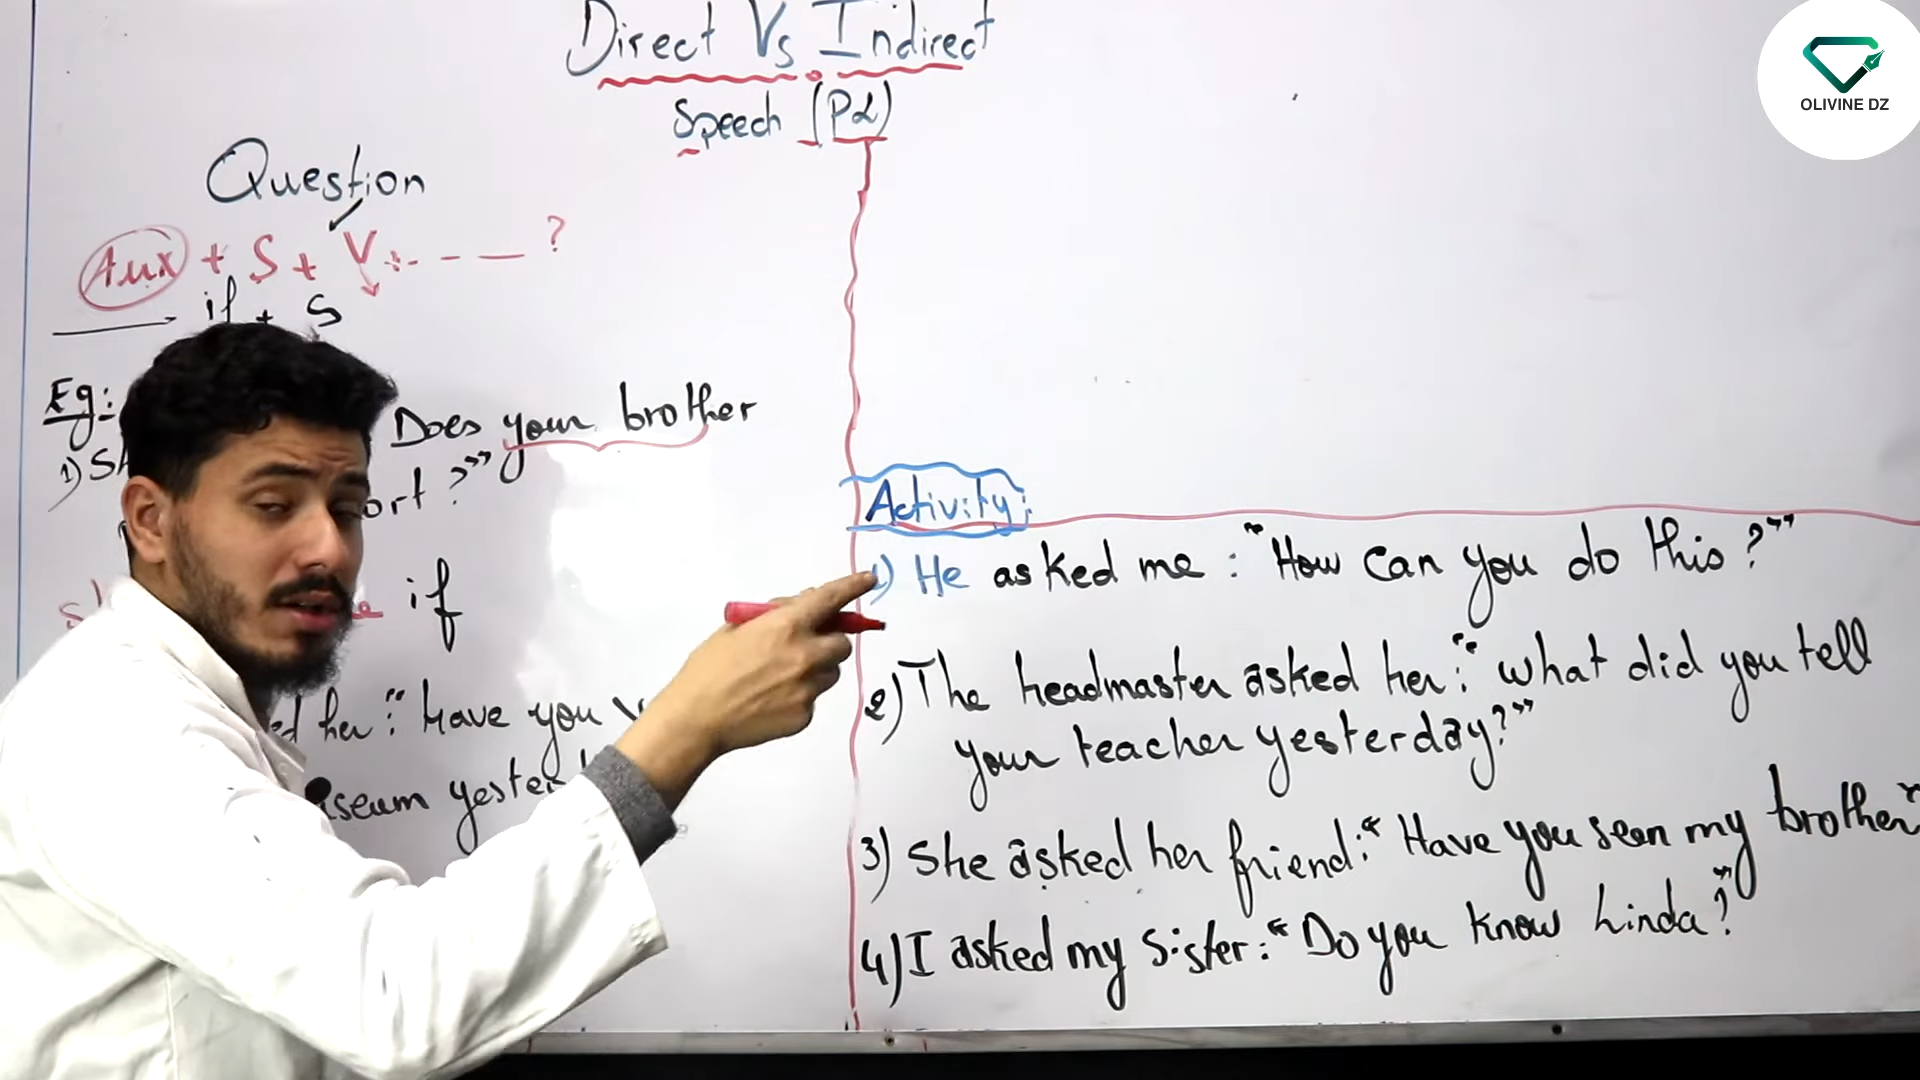 Direct Vs Indirect
Speech (P2)
OLIVINE DZ
Question
Aux + S + V + - - - ?
if + S
Eg:
1) Does your brother
?”
if
her: “Have you
yester
Activity:
1) He asked me : “How can you do this ?”
2) The headmaster asked her: “what did you tell
your teacher yesterday?”
3) She asked her friend: “Have you seen my brother”
4) I asked my sister: “Do you know Linda?”